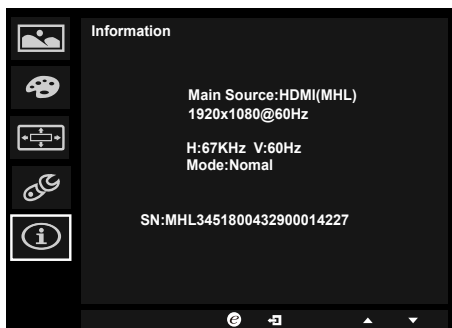 Information
Main Source:HDMI(MHL)
1920x1080@60Hz
H:67KHz V:60Hz
Mode:Nomal
SN:MHL3451800432900014227